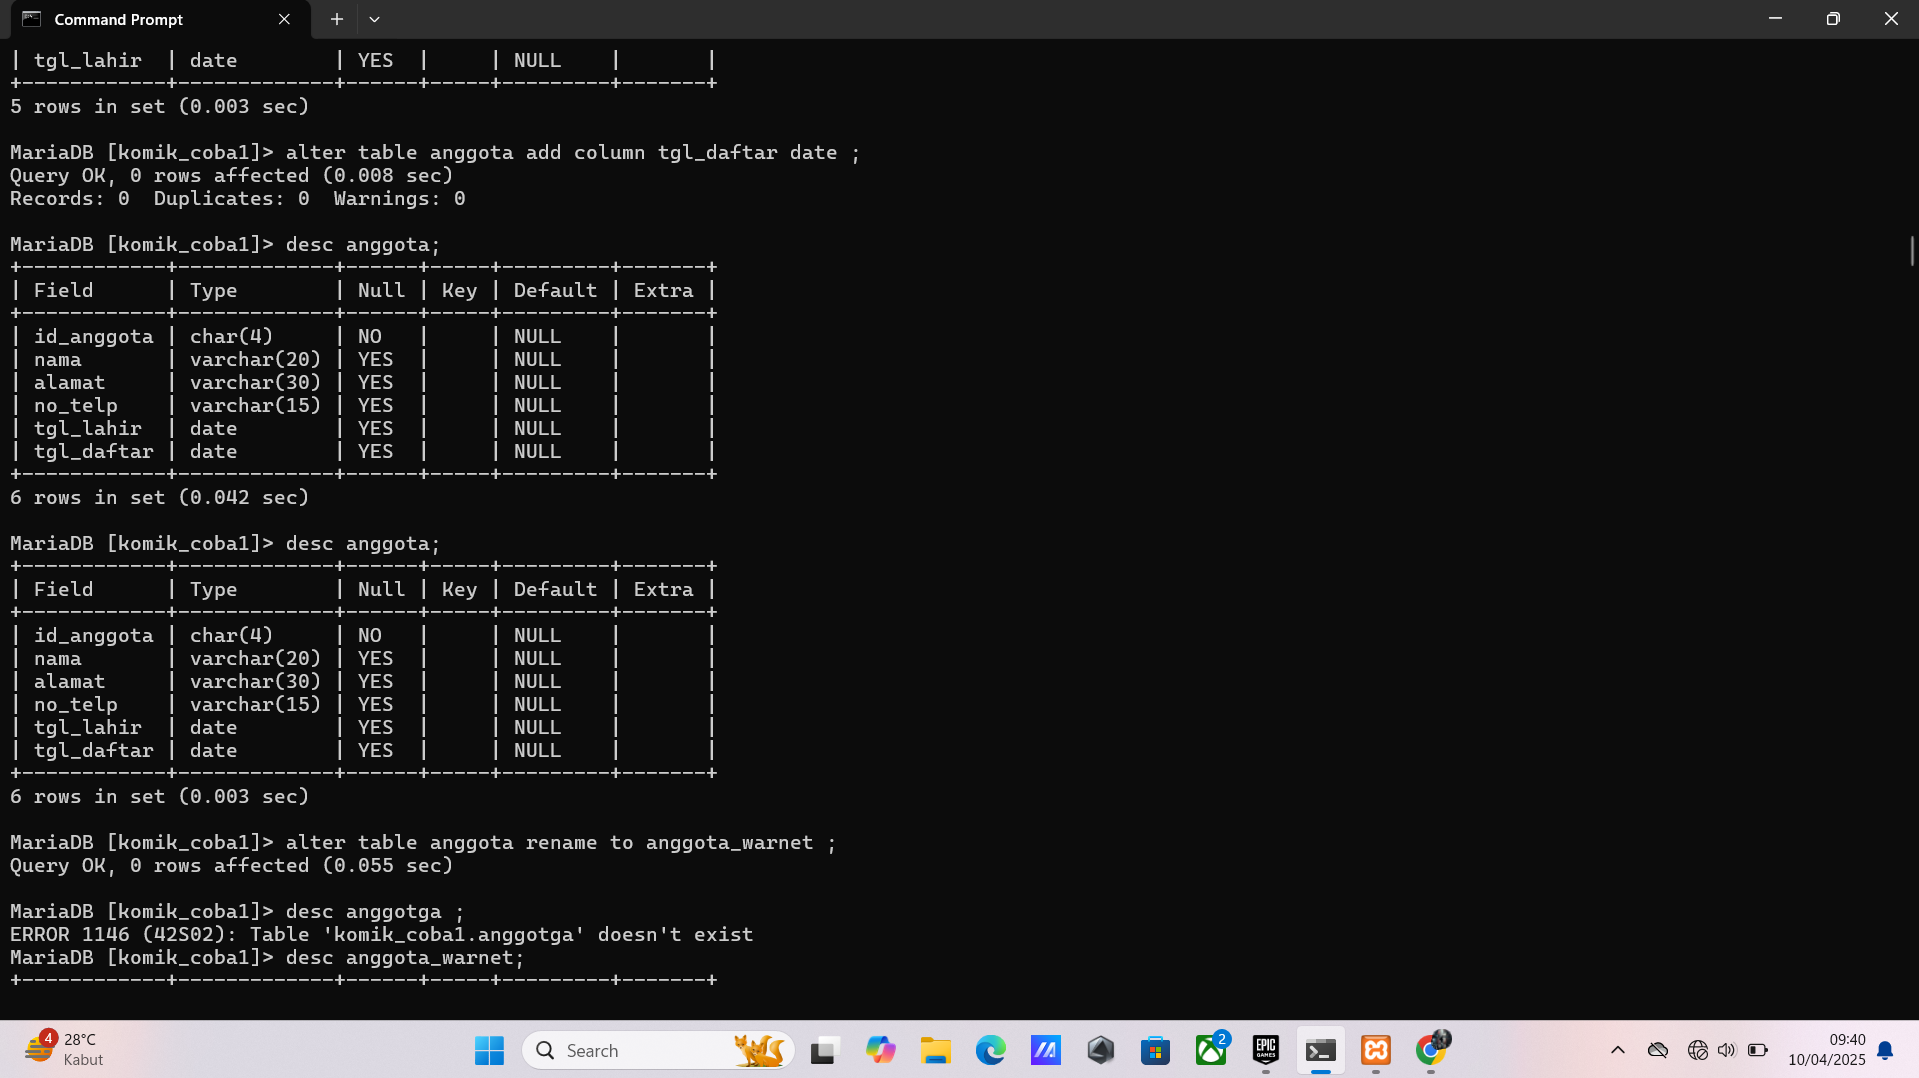 Command Prompt
| tgl_lahir  | date        | YES  |     | NULL    |       |
+------------+-------------+------+-----+---------+-------+
5 rows in set (0.003 sec)
MariaDB [komik_coba1]> alter table anggota add column tgl_daftar date ;
Query OK, 0 rows affected (0.008 sec)
Records: 0  Duplicates: 0  Warnings: 0
MariaDB [komik_coba1]> desc anggota;
+------------+-------------+------+-----+---------+-------+
| Field      | Type        | Null | Key | Default | Extra |
+------------+-------------+------+-----+---------+-------+
| id_anggota | char(4)     | NO   |     | NULL    |       |
| nama       | varchar(20) | YES  |     | NULL    |       |
| alamat     | varchar(30) | YES  |     | NULL    |       |
| no_telp    | varchar(15) | YES  |     | NULL    |       |
| tgl_lahir  | date        | YES  |     | NULL    |       |
| tgl_daftar | date        | YES  |     | NULL    |       |
+------------+-------------+------+-----+---------+-------+
6 rows in set (0.042 sec)
MariaDB [komik_coba1]> desc anggota;
+------------+-------------+------+-----+---------+-------+
| Field      | Type        | Null | Key | Default | Extra |
+------------+-------------+------+-----+---------+-------+
| id_anggota | char(4)     | NO   |     | NULL    |       |
| nama       | varchar(20) | YES  |     | NULL    |       |
| alamat     | varchar(30) | YES  |     | NULL    |       |
| no_telp    | varchar(15) | YES  |     | NULL    |       |
| tgl_lahir  | date        | YES  |     | NULL    |       |
| tgl_daftar | date        | YES  |     | NULL    |       |
+------------+-------------+------+-----+---------+-------+
6 rows in set (0.003 sec)
MariaDB [komik_coba1]> alter table anggota rename to anggota_warnet ;
Query OK, 0 rows affected (0.055 sec)
MariaDB [komik_coba1]> desc anggotga ;
ERROR 1146 (42S02): Table 'komik_coba1.anggotga' doesn't exist
MariaDB [komik_coba1]> desc anggota_warnet;
+------------+-------------+------+-----+---------+-------+
4
28°C
Kabut
Search
2
EPIC
GAMES
09:40
10/04/2025